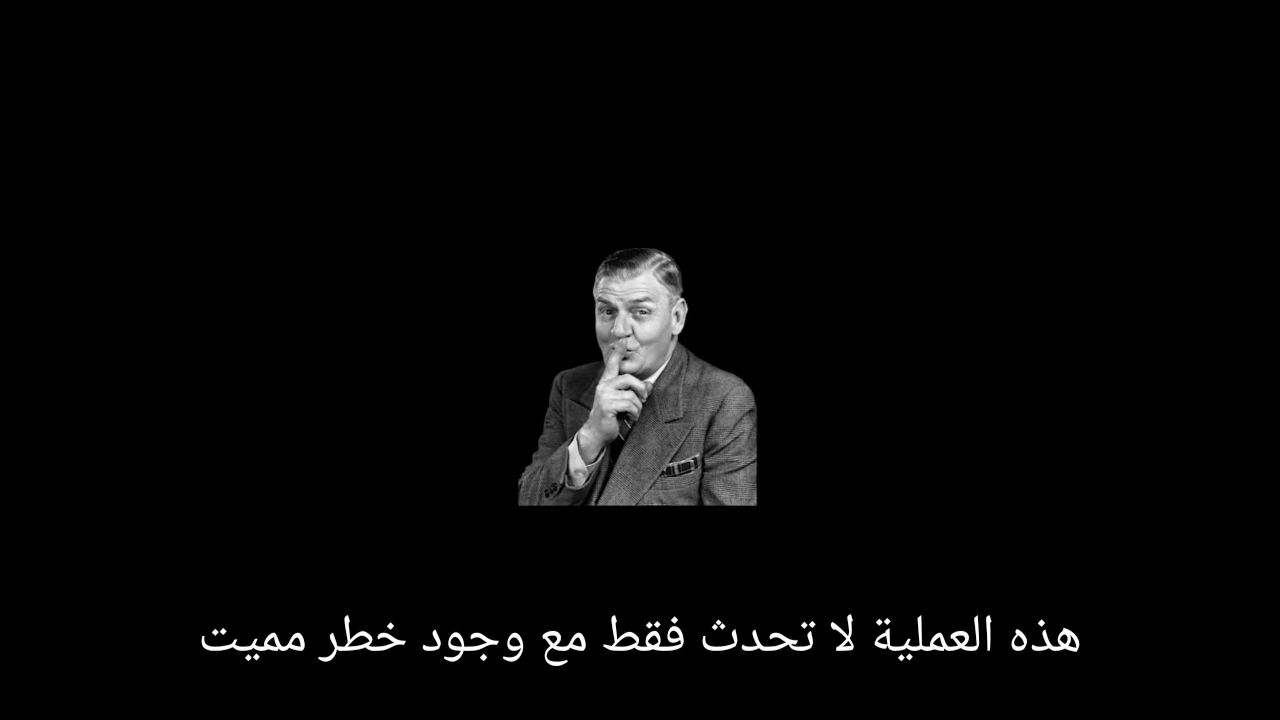 هذه العملية لا تحدث فقط مع وجود خطر مميت